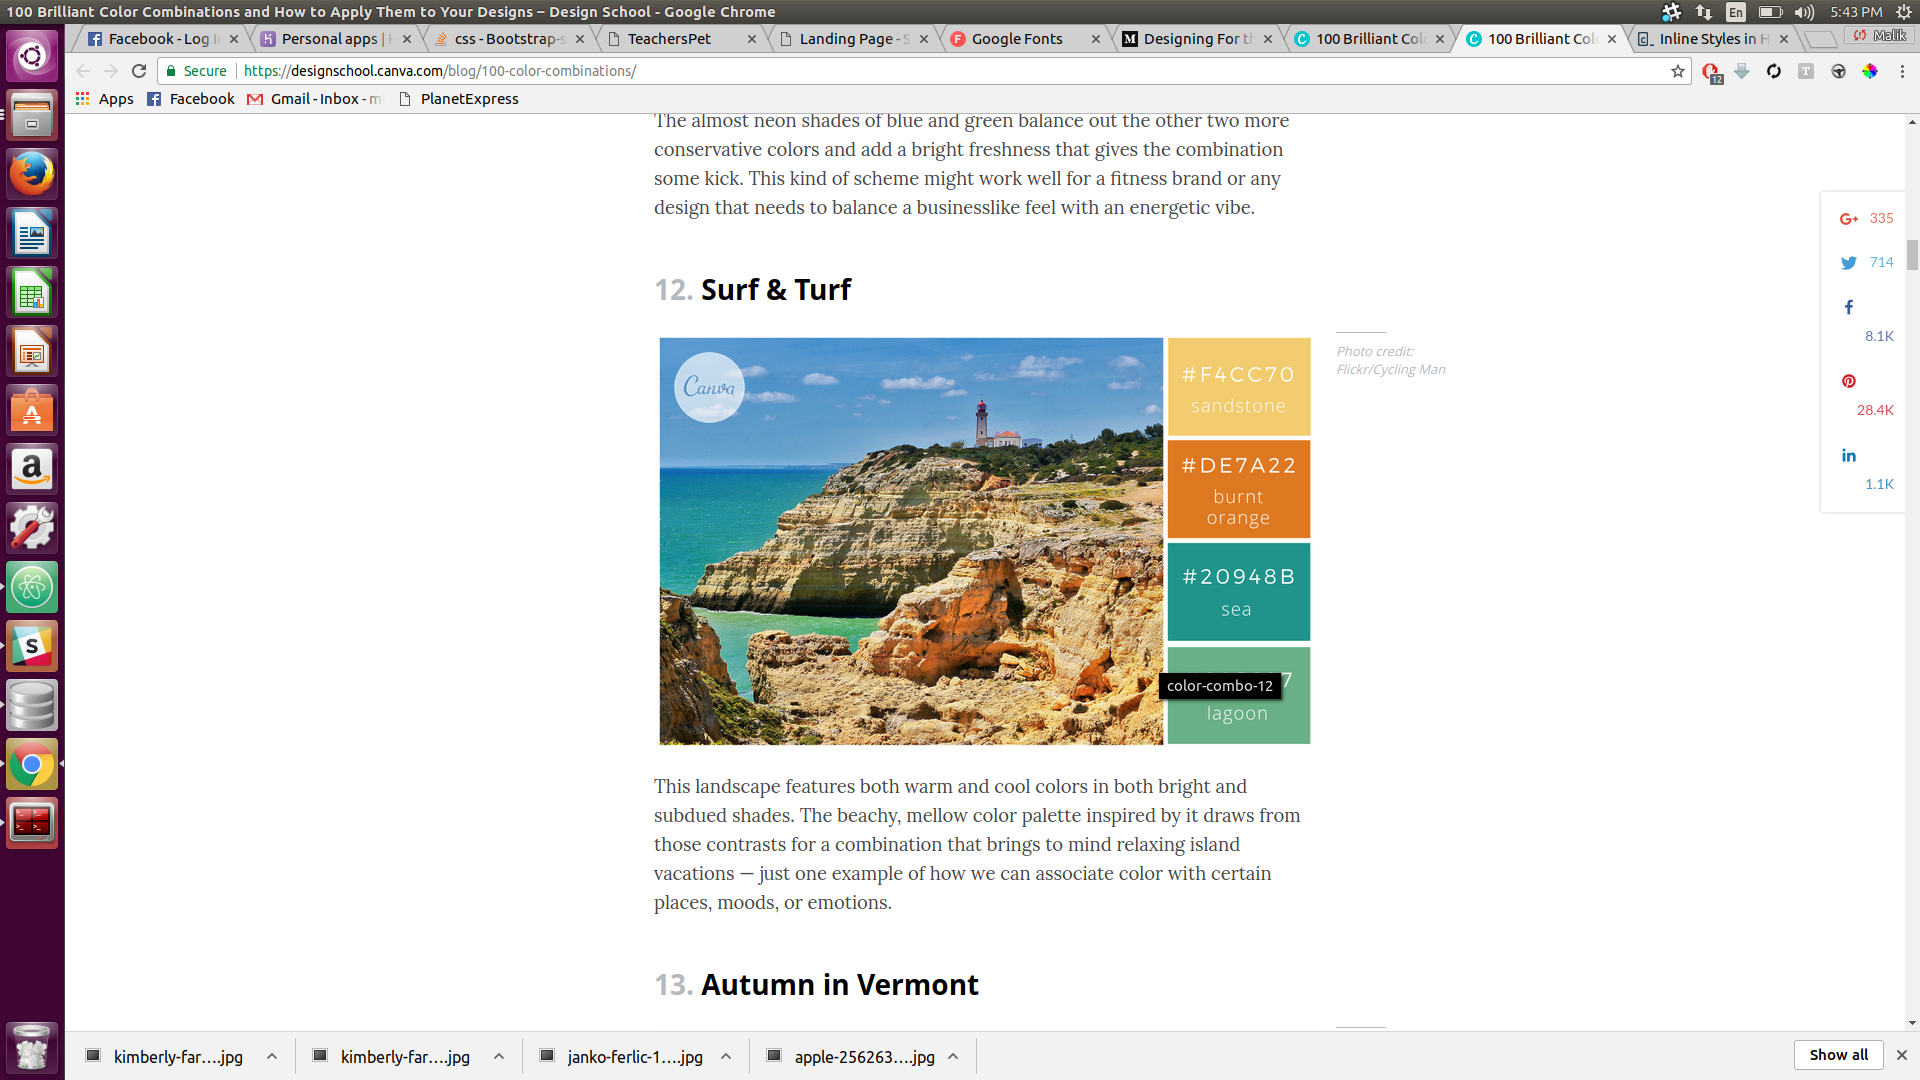 100 Brilliant Color Combinations and How to Apply Them to Your Designs – Design School - Google Chrome
En
5:43 PM
Facebook - Log I
Personal apps |
css - Bootstrap-s
TeachersPet
Landing Page - S
Google Fonts
Designing For th
100 Brilliant Col
100 Brilliant Col
Inline Styles in H
Malik
Secure
https://designschool.canva.com/blog/100-color-combinations/
12
Apps
Facebook
Gmail - Inbox - m
PlanetExpress
The almost neon shades of blue and green balance out the other two more
conservative colors and add a bright freshness that gives the combination
some kick. This kind of scheme might work well for a fitness brand or any
design that needs to balance a businesslike feel with an energetic vibe.
G+ 335
714
8.1K
28.4K
in
1.1K
12. Surf & Turf
Canva
#F4CC70
sandstone
#DE7A22
burnt
orange
#20948B
sea
7
color-combo-12
lagoon
Photo credit:
Flickr/Cycling Man
This landscape features both warm and cool colors in both bright and
subdued shades. The beachy, mellow color palette inspired by it draws from
those contrasts for a combination that brings to mind relaxing island
vacations — just one example of how we can associate color with certain
places, moods, or emotions.
13. Autumn in Vermont
kimberly-far....jpg
kimberly-far....jpg
janko-ferlic-1....jpg
apple-256263....jpg
Show all